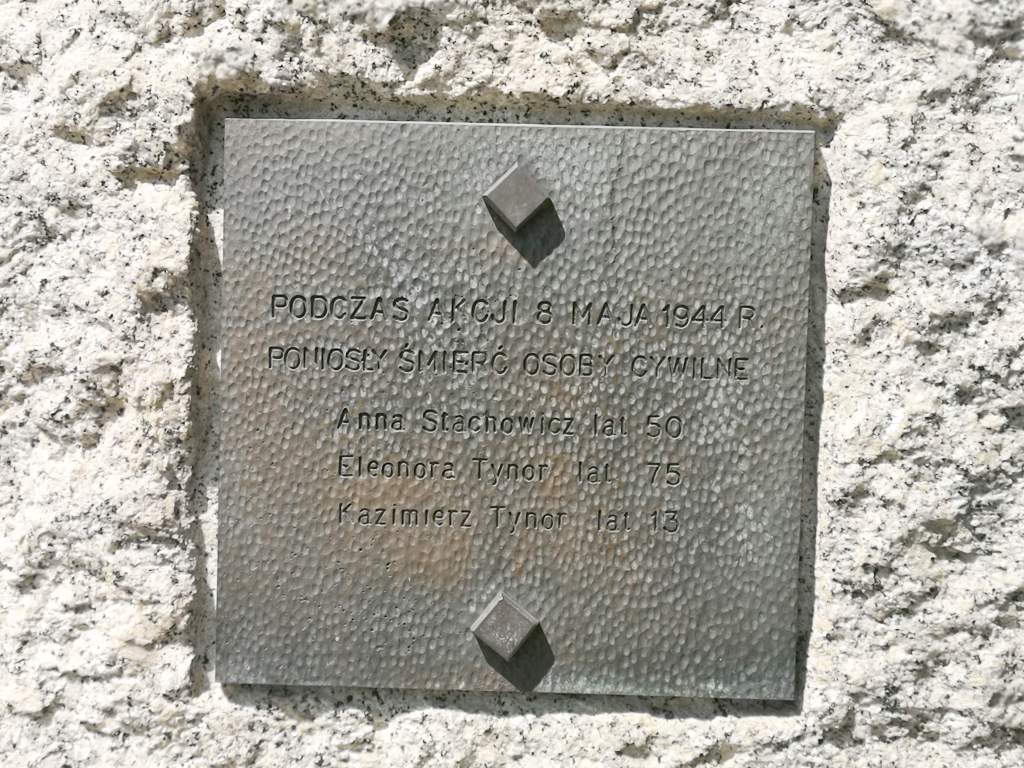 PODCZAS AKCJI 8 MAJA 1944 R.
PONIOSŁY ŚMIERĆ OSOBY CYWILNE
Anna Stachowicz lat 50
Eleonora Tynor lat 75
Kazimierz Tynor lat 13